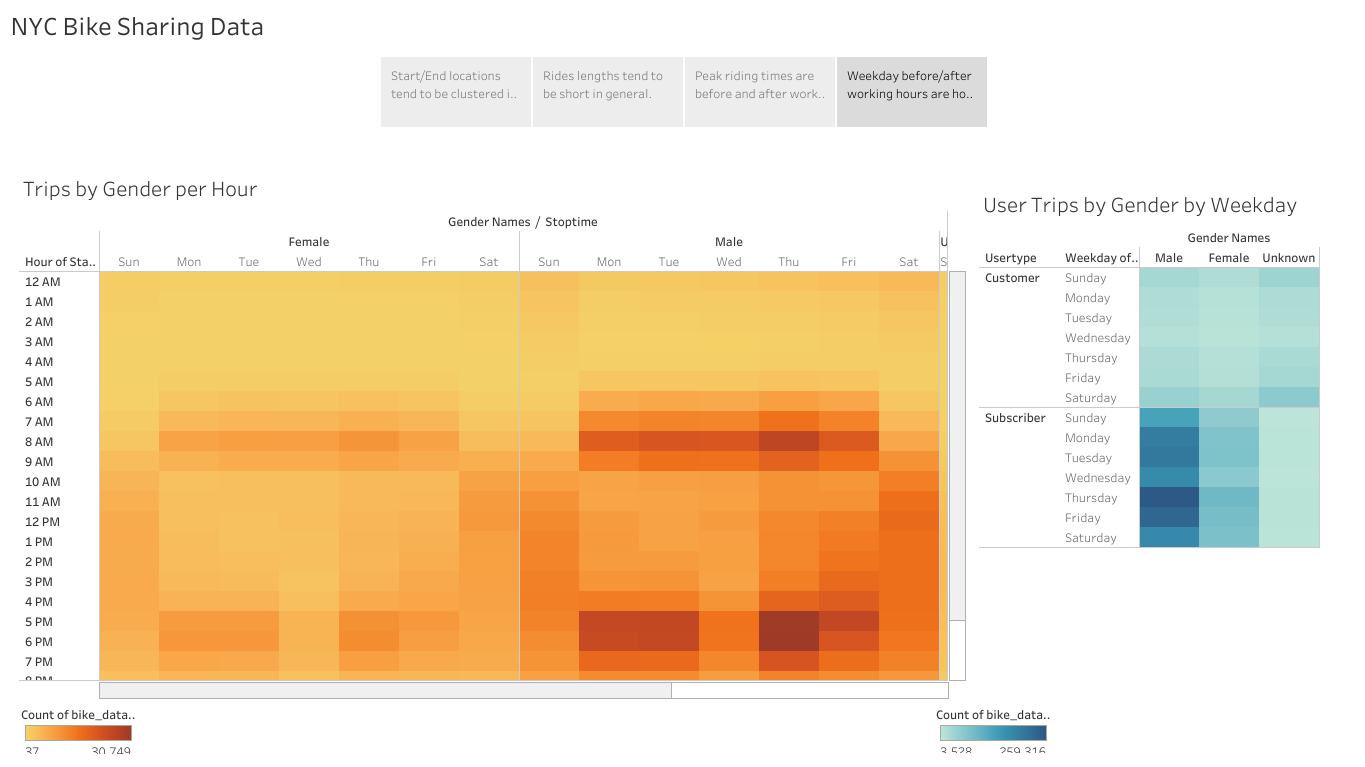 NYC Bike Sharing Data
Start/End locations
tend to be clustered i..
Rides lengths tend to
be short in general.
Peak riding times are
before and after work..
Weekday before/after
working hours are ho..
Trips by Gender per Hour
Gender Names / Stoptime
Female Male U
Hour of Sta.. Sun Mon Tue Wed Thu Fri Sat Sun Mon Tue Wed Thu Fri Sat S
12 AM
1 AM
2 AM
3 AM
4 AM
5 AM
6 AM
7 AM
8 AM
9 AM
10 AM
11 AM
12 PM
1 PM
2 PM
3 PM
4 PM
5 PM
6 PM
7 PM
8 PM
Count of bike_data..
37 30,749
User Trips by Gender by Weekday
Gender Names
Usertype Weekday of.. Male Female Unknown
Customer Sunday
Monday
Tuesday
Wednesday
Thursday
Friday
Saturday
Subscriber Sunday
Monday
Tuesday
Wednesday
Thursday
Friday
Saturday
Count of bike_data..
3,528 259,316